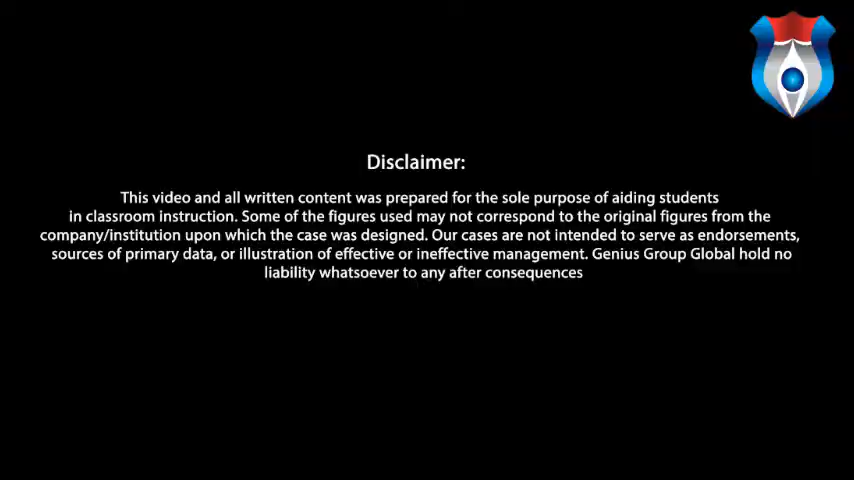 Disclaimer:
This video and all written content was prepared for the sole purpose of aiding students
in classroom instruction. Some of the figures used may not correspond to the original figures from the
company/institution upon which the case was designed. Our cases are not intended to serve as endorsements,
sources of primary data, or illustration of effective or ineffective management. Genius Group Global hold no
liability whatsoever to any after consequences